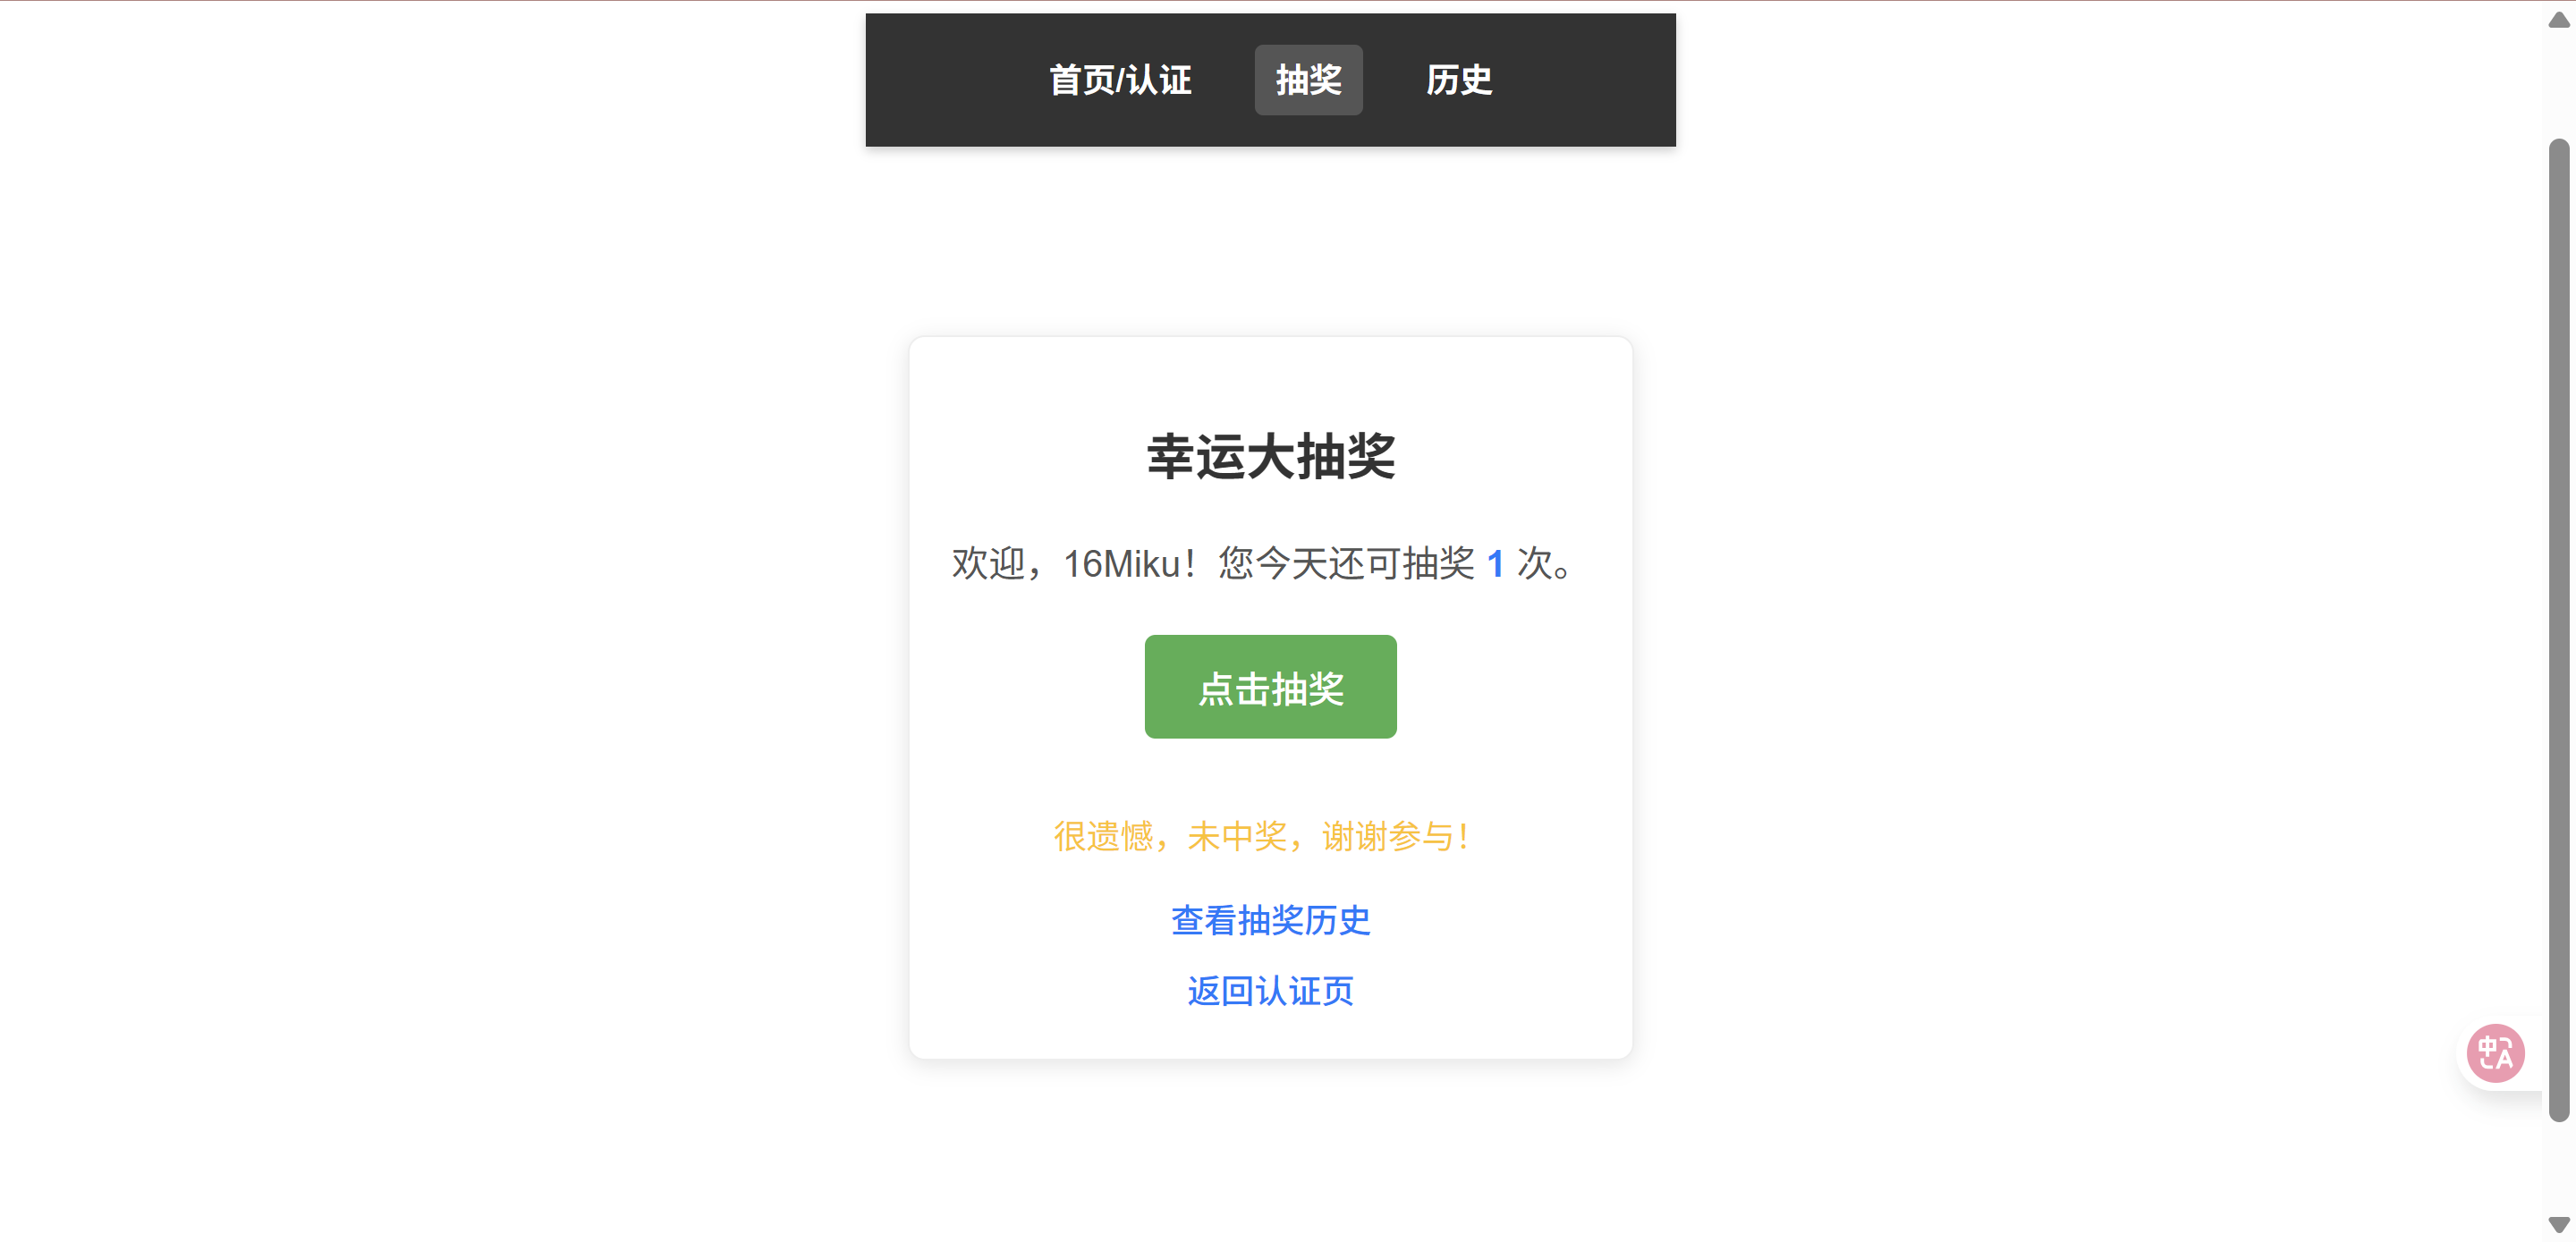 首页/认证 抽奖 历史
幸运大抽奖
欢迎，16Miku！您今天还可抽奖 1 次。
点击抽奖
很遗憾，未中奖，谢谢参与！
查看抽奖历史
返回认证页
中A